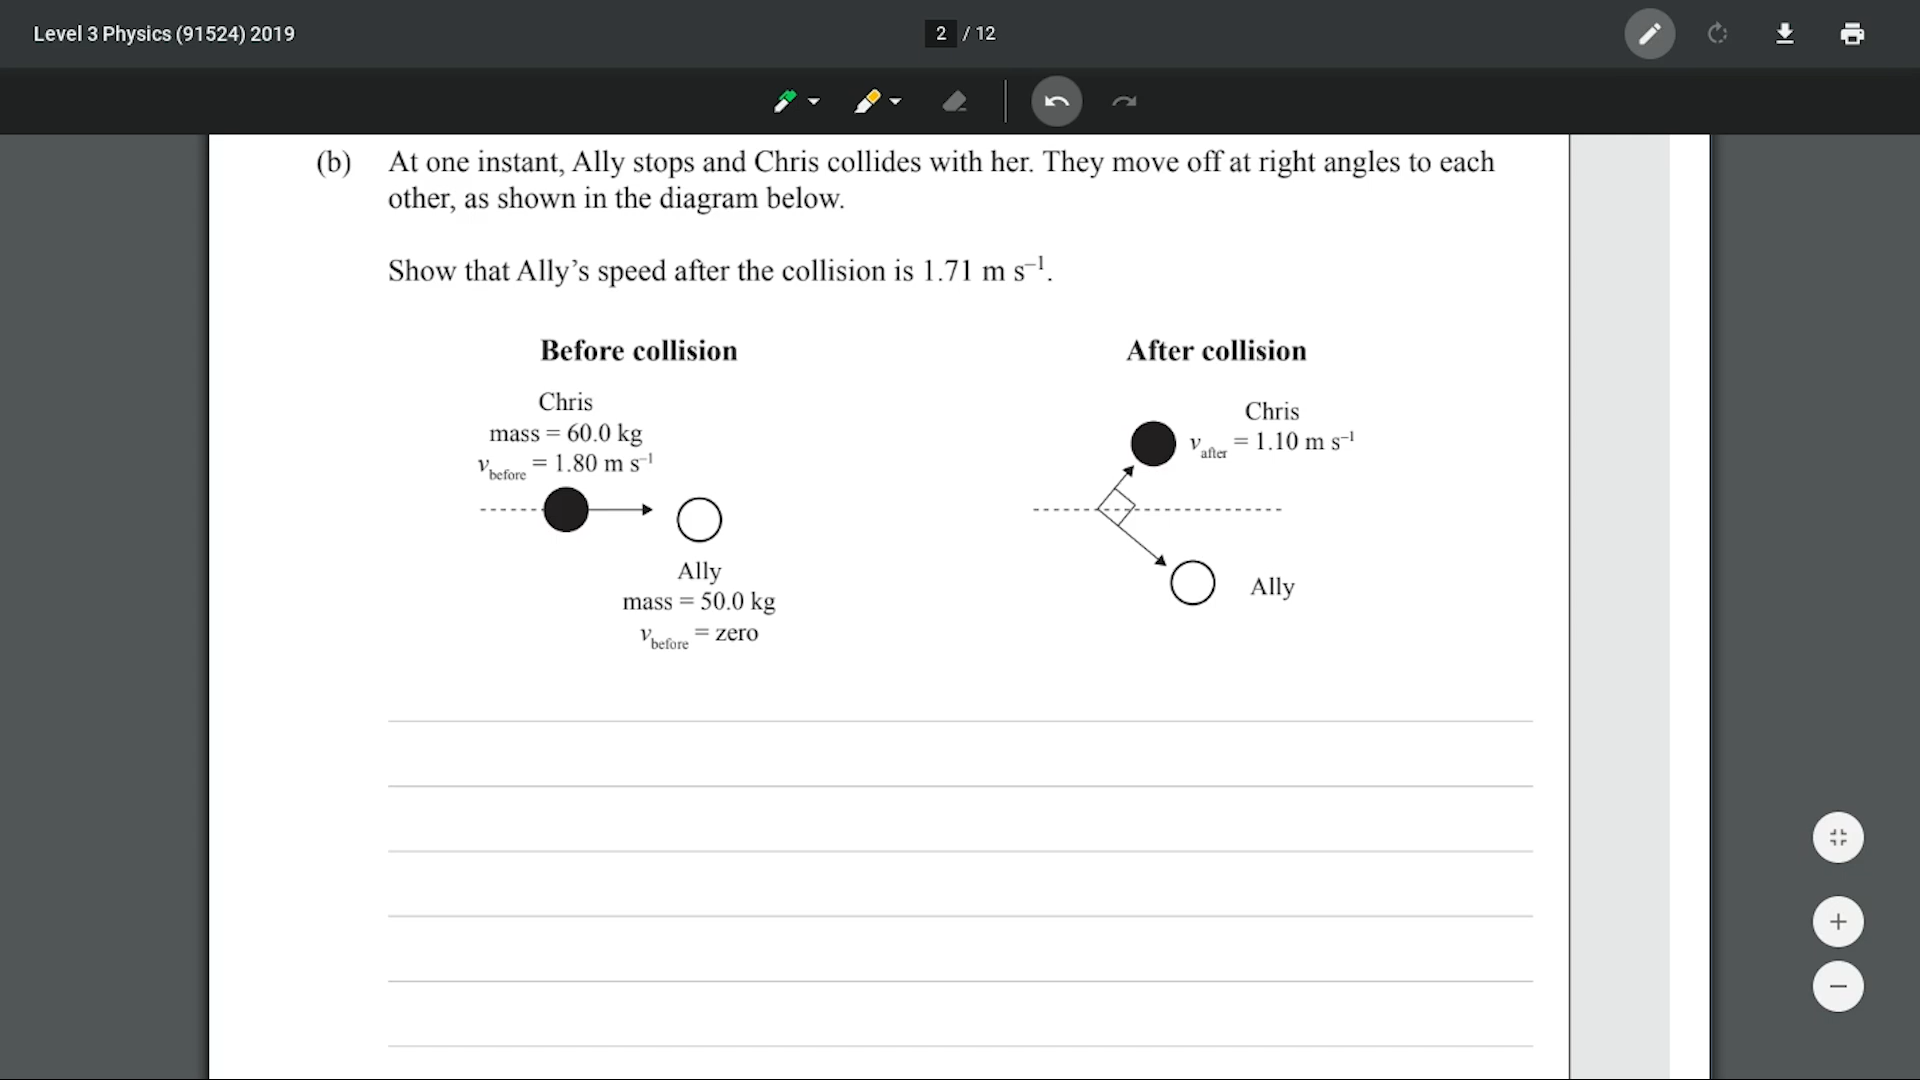 Level 3 Physics (91524) 2019
2 / 12
(b) At one instant, Ally stops and Chris collides with her. They move off at right angles to each
other, as shown in the diagram below.
Show that Ally’s speed after the collision is 1.71 m s⁻¹.
Before collision
Chris
mass = 60.0 kg
v before = 1.80 m s⁻¹
Ally
mass = 50.0 kg
v before = zero
After collision
Chris
v after = 1.10 m s⁻¹
Ally